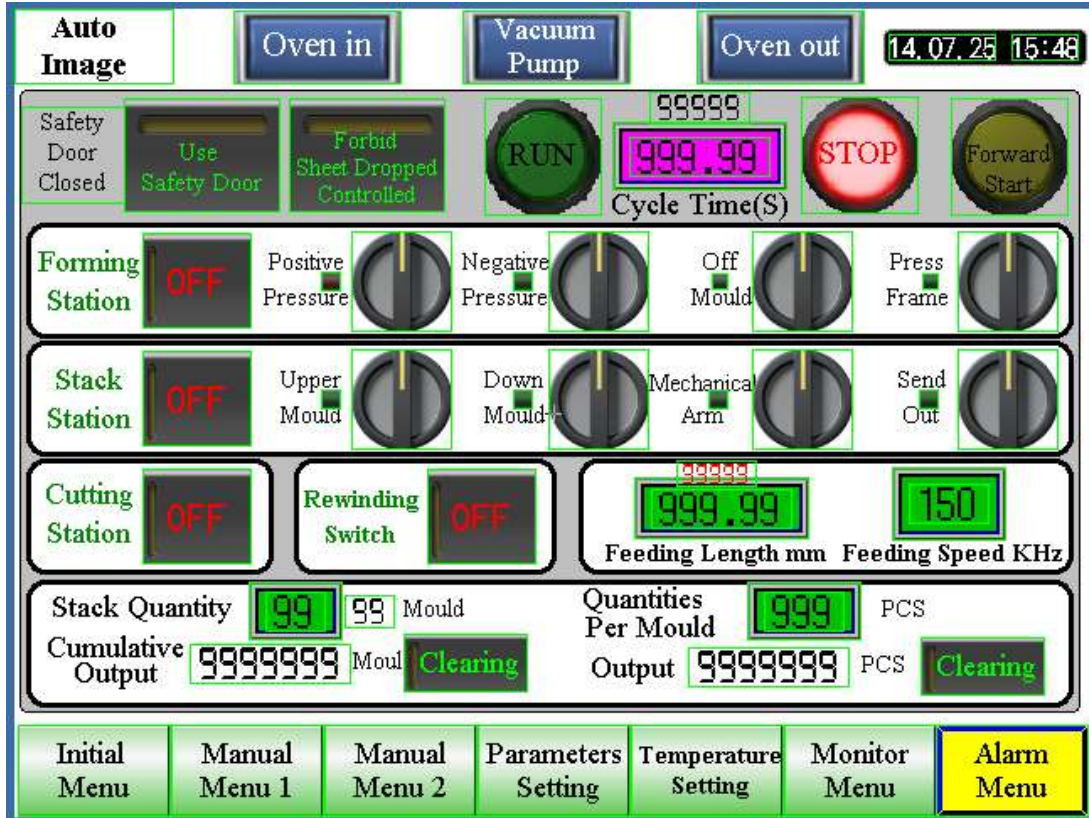 Auto
Image
Oven in
Vacuum
Pump
Oven out
14.07.25 15:48
Safety
Door
Closed
Use
Safety Door
Forbid
Sheet Dropped
Controlled
RUN
99999
999.99
Cycle Time(S)
STOP
Forward
Start
Forming
Station
OFF
Positive
Pressure
Negative
Pressure
Off
Mould
Press
Frame
Stack
Station
OFF
Upper
Mould
Down
Mould
Mechanical
Arm
Send
Out
Cutting
Station
OFF
Rewinding
Switch
OFF
99999
999.99
Feeding Length mm
150
Feeding Speed KHz
Stack Quantity 99 99 Mould
Quantities
Per Mould
999 PCS
Cumulative
Output
9999999 Moul Clearing
Output 9999999 PCS Clearing
Initial
Menu
Manual
Menu 1
Manual
Menu 2
Parameters
Setting
Temperature
Setting
Monitor
Menu
Alarm
Menu